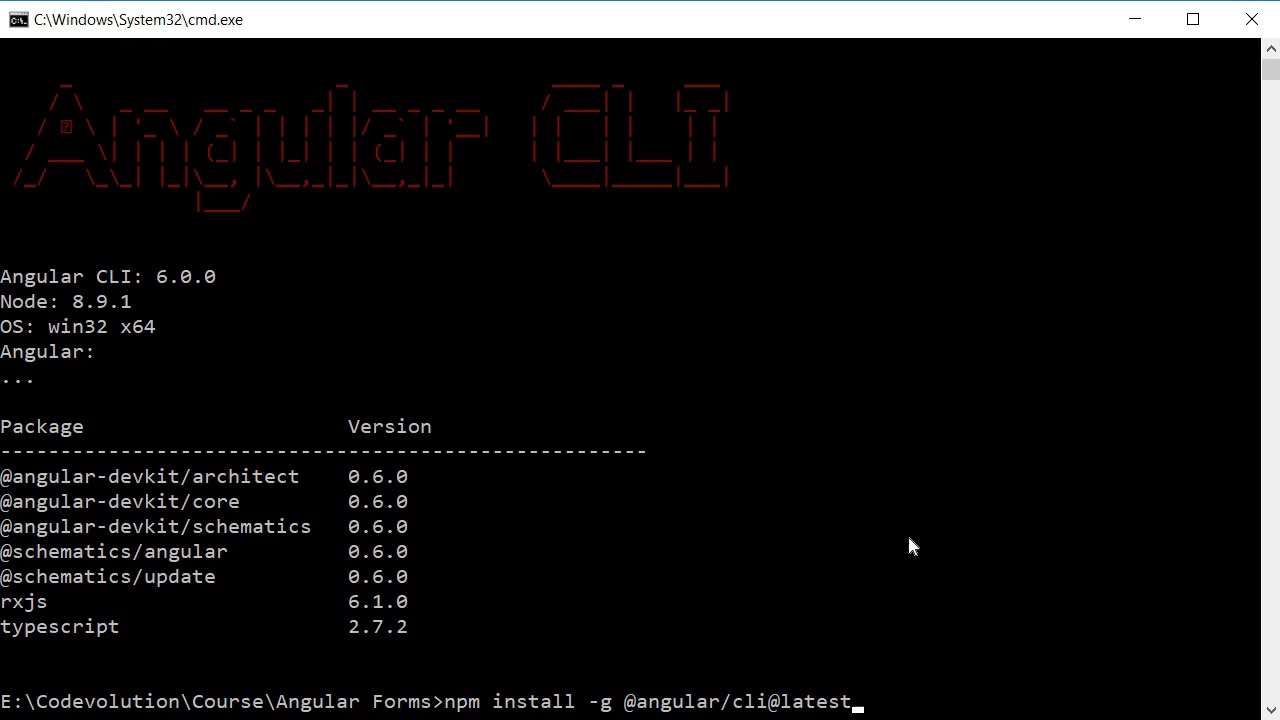 C:\Windows\System32\cmd.exe
Angular CLI
Angular CLI: 6.0.0
Node: 8.9.1
OS: win32 x64
Angular:
...
Package Version
------------------------------------------------------
@angular-devkit/architect 0.6.0
@angular-devkit/core 0.6.0
@angular-devkit/schematics 0.6.0
@schematics/angular 0.6.0
@schematics/update 0.6.0
rxjs 6.1.0
typescript 2.7.2
E:\Codevolution\Course\Angular Forms>npm install -g @angular/cli@latest